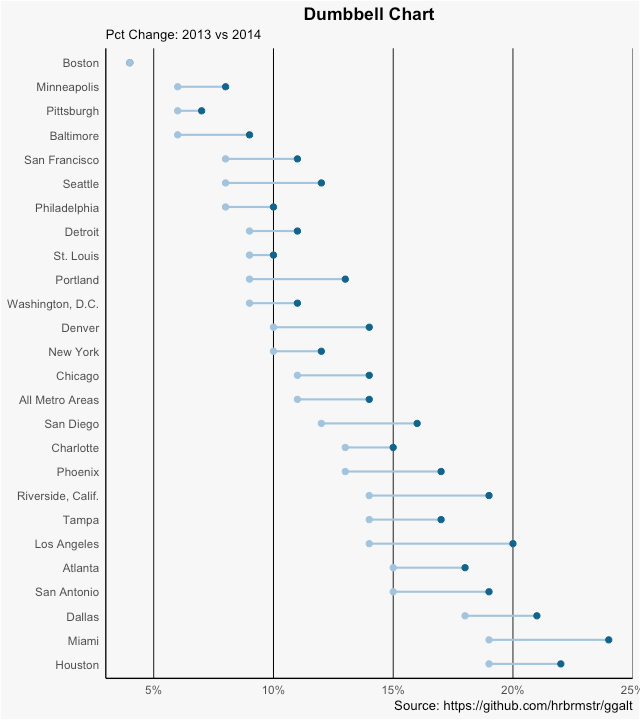 Dumbbell Chart
Pct Change: 2013 vs 2014
Boston
Minneapolis
Pittsburgh
Baltimore
San Francisco
Seattle
Philadelphia
Detroit
St. Louis
Portland
Washington, D.C.
Denver
New York
Chicago
All Metro Areas
San Diego
Charlotte
Phoenix
Riverside, Calif.
Tampa
Los Angeles
Atlanta
San Antonio
Dallas
Miami
Houston
5% 10% 15% 20% 25%
Source: https://github.com/hrbrmstr/ggalt